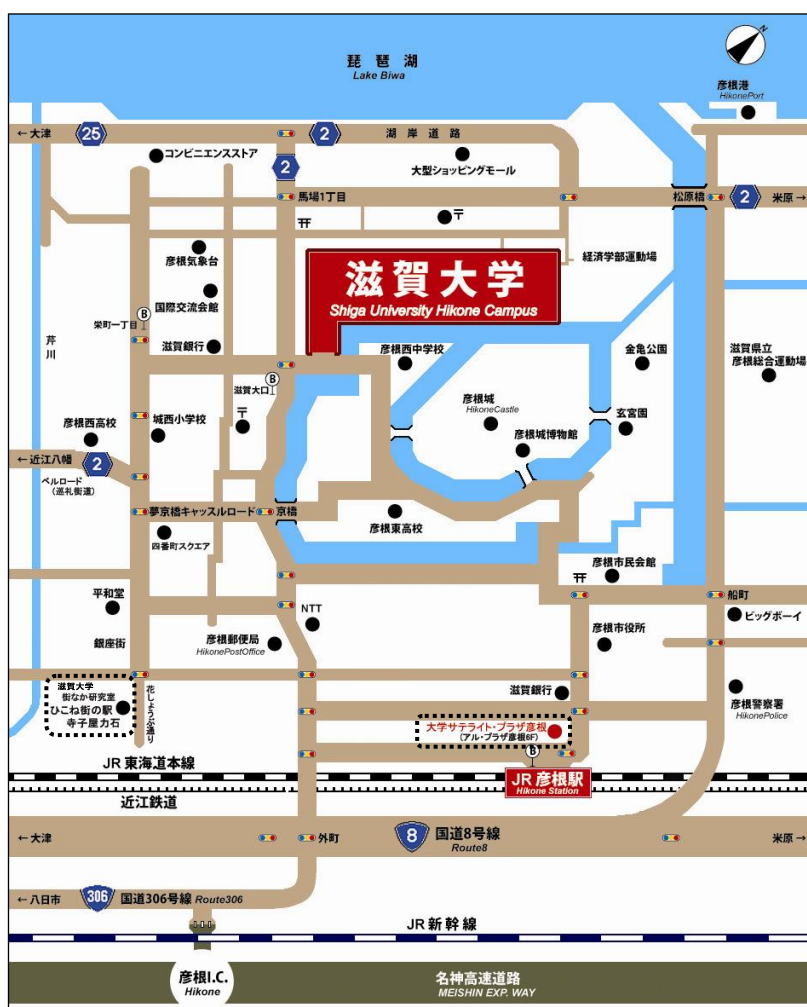 琵琶湖
Lake Biwa
彦根港
HikonePort
← 大津
25
2
湖岸道路
コンビニエンスストア
2
大型ショッピングモール
馬場1丁目
松原橋
2
米原 →
〒
彦根気象台
経済学部運動場
滋賀大学
Shiga University Hikone Campus
国際交流会館
B
栄町一丁目
芹川
滋賀銀行
彦根西中学校
金亀公園
滋賀県立
彦根総合運動場
B
滋賀大口
彦根城
HikoneCastle
〒
玄宮園
彦根西高校
城西小学校
彦根城博物館
← 近江八幡
2
ベルロード
(巡礼街道)
夢京橋キャッスルロード
京橋
彦根東高校
四番町スクエア
彦根市民会館
平和堂
NTT
船町
ビッグボーイ
銀座街
彦根郵便局
HikonePostOffice
彦根市役所
滋賀大学
街なか研究室
ひこね街の駅
寺子屋力石
花しょうぶ通り
滋賀銀行
彦根警察署
HikonePolice
大学サテライト・プラザ彦根
(アル・プラザ彦根6F)
B
JR 東海道本線
JR 彦根駅
Hikone Station
近江鉄道
← 大津
外町
8
国道8号線
Route8
米原 →
← 八日市
306
国道306号線 Route306
JR 新幹線
彦根I.C.
Hikone
名神高速道路
MEISHIN EXP. WAY